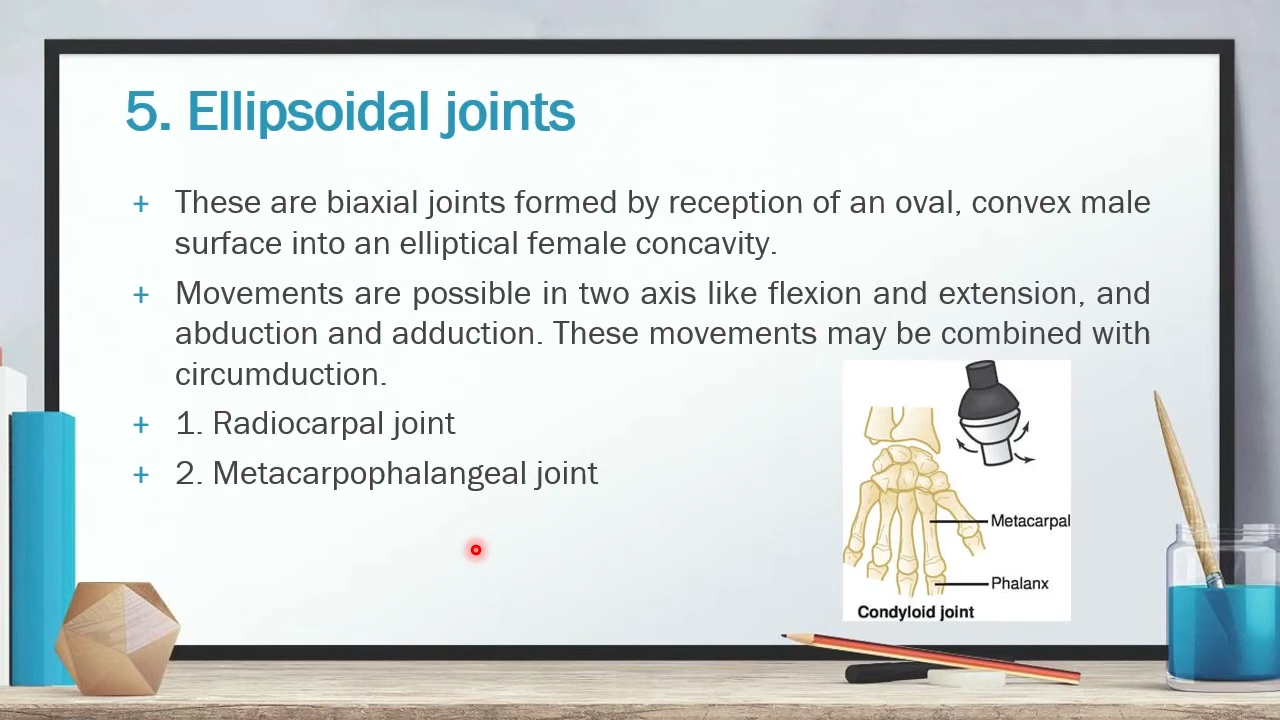 5. Ellipsoidal joints
+ These are biaxial joints formed by reception of an oval, convex male
surface into an elliptical female concavity.
+ Movements are possible in two axis like flexion and extension, and
abduction and adduction. These movements may be combined with
circumduction.
+ 1. Radiocarpal joint
+ 2. Metacarpophalangeal joint
Metacarpal
Phalanx
Condyloid joint